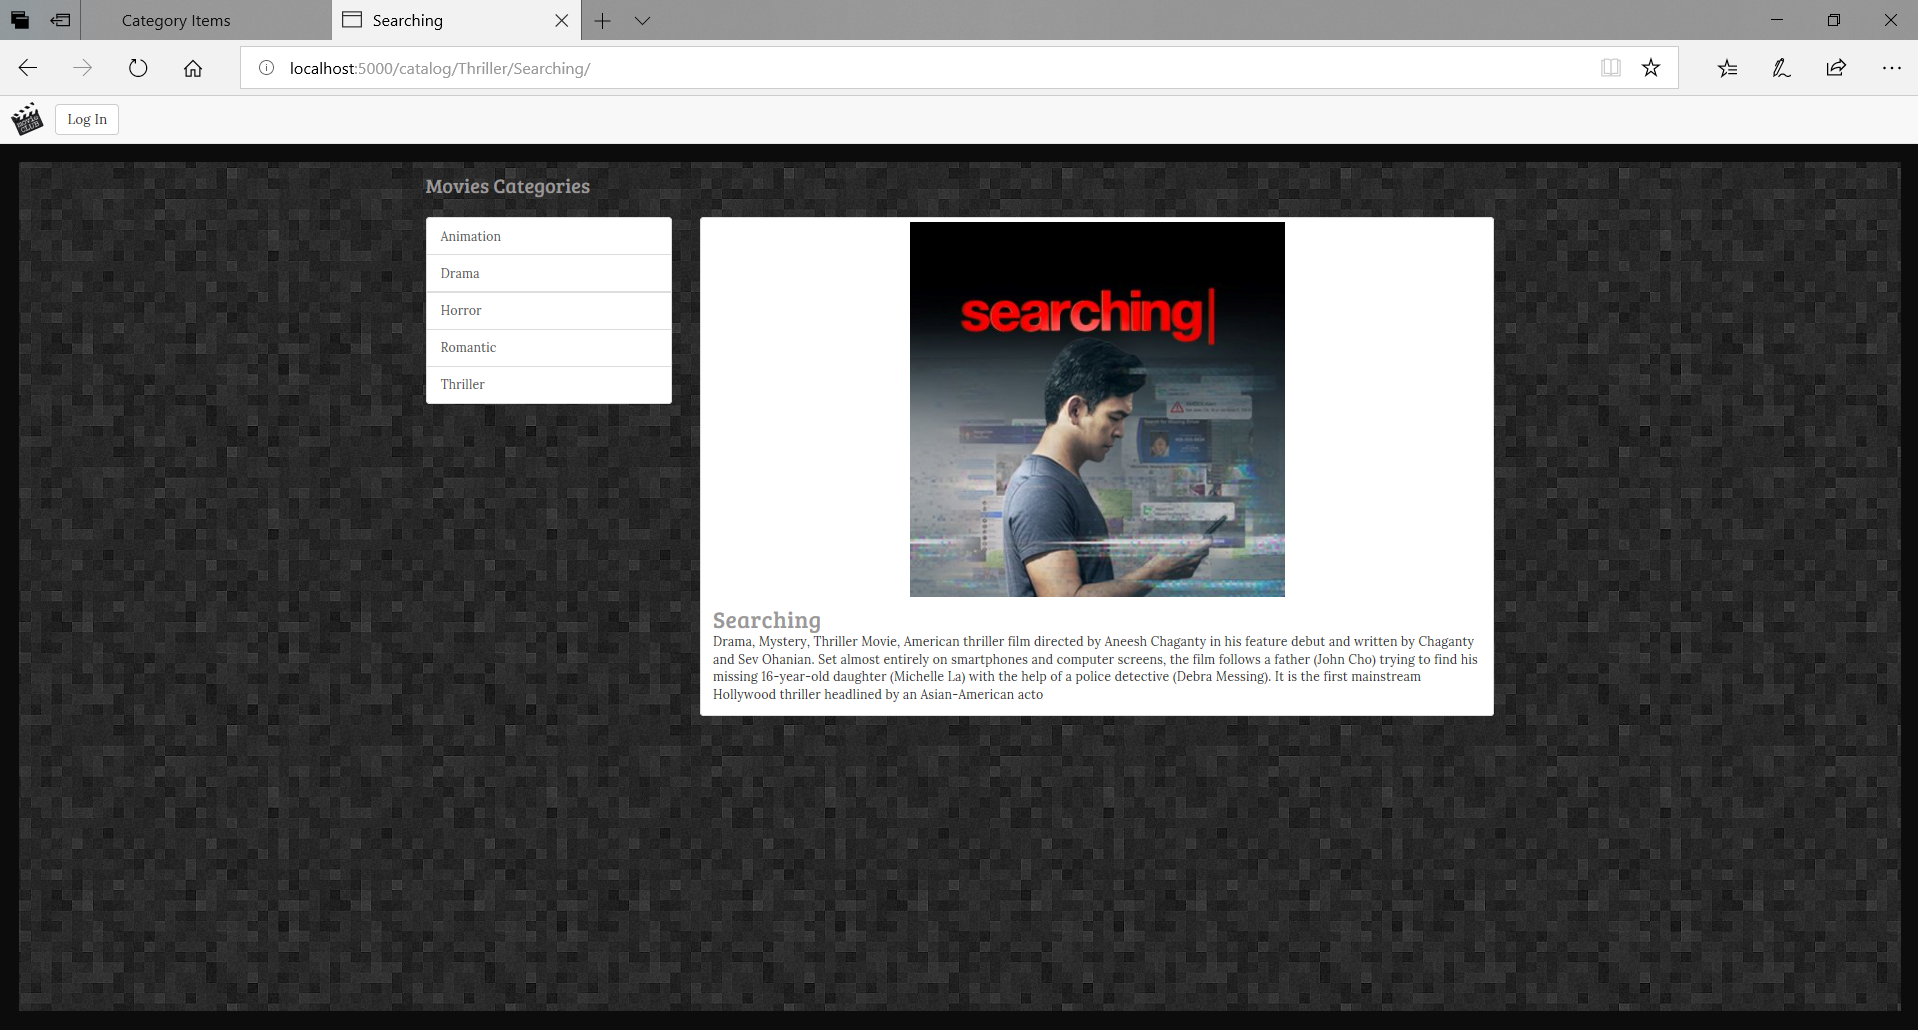 Category Items
Searching
localhost:5000/catalog/Thriller/Searching/
MOVIE
CLUB
Log In
Movies Categories
Animation
Drama
Horror
Romantic
Thriller
searching
Searching
Drama, Mystery, Thriller Movie, American thriller film directed by Aneesh Chaganty in his feature debut and written by Chaganty
and Sev Ohanian. Set almost entirely on smartphones and computer screens, the film follows a father (John Cho) trying to find his
missing 16-year-old daughter (Michelle La) with the help of a police detective (Debra Messing). It is the first mainstream
Hollywood thriller headlined by an Asian-American acto